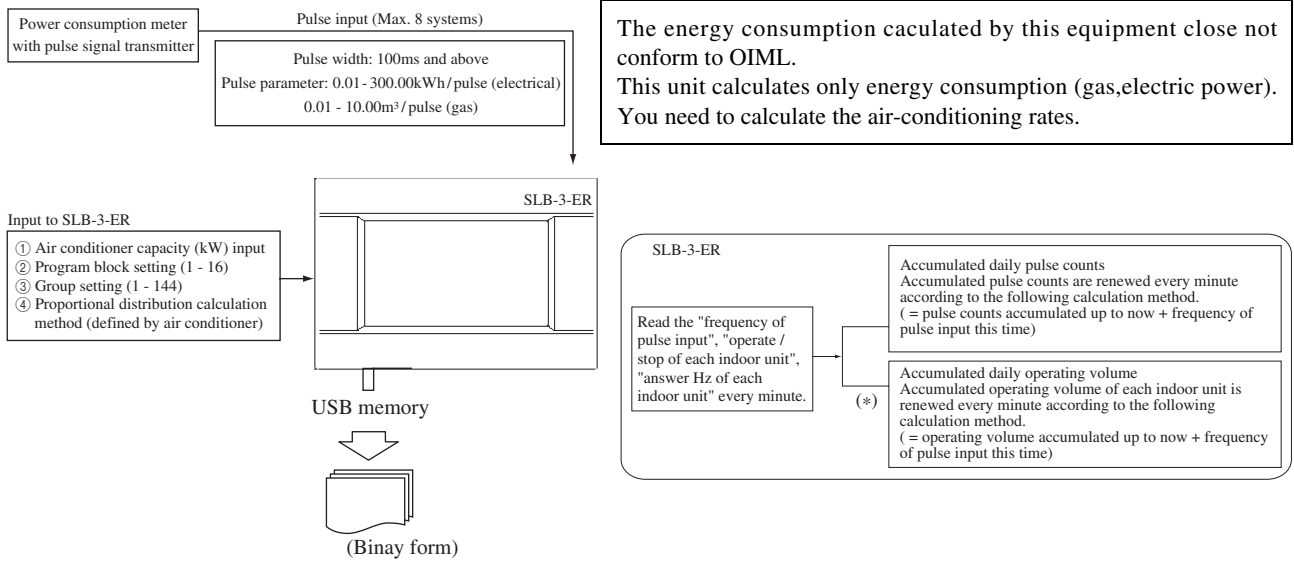 Power consumption meter
with pulse signal transmitter
Pulse input (Max. 8 systems)
Pulse width: 100ms and above
Pulse parameter: 0.01 - 300.00kWh / pulse (electrical)
0.01 - 10.00m³ / pulse (gas)
The energy consumption caculated by this equipment close not
conform to OIML.
This unit calculates only energy consumption (gas,electric power).
You need to calculate the air-conditioning rates.
Input to SLB-3-ER
① Air conditioner capacity (kW) input
② Program block setting (1 - 16)
③ Group setting (1 - 144)
④ Proportional distribution calculation
method (defined by air conditioner)
SLB-3-ER
USB memory
(Binay form)
SLB-3-ER
Read the "frequency of
pulse input", "operate /
stop of each indoor unit",
"answer Hz of each
indoor unit" every minute.
(*)
Accumulated daily pulse counts
Accumulated pulse counts are renewed every minute
according to the following calculation method.
( = pulse counts accumulated up to now + frequency of
pulse input this time)
Accumulated daily operating volume
Accumulated operating volume of each indoor unit is
renewed every minute according to the following
calculation method.
( = operating volume accumulated up to now + frequency
of pulse input this time)